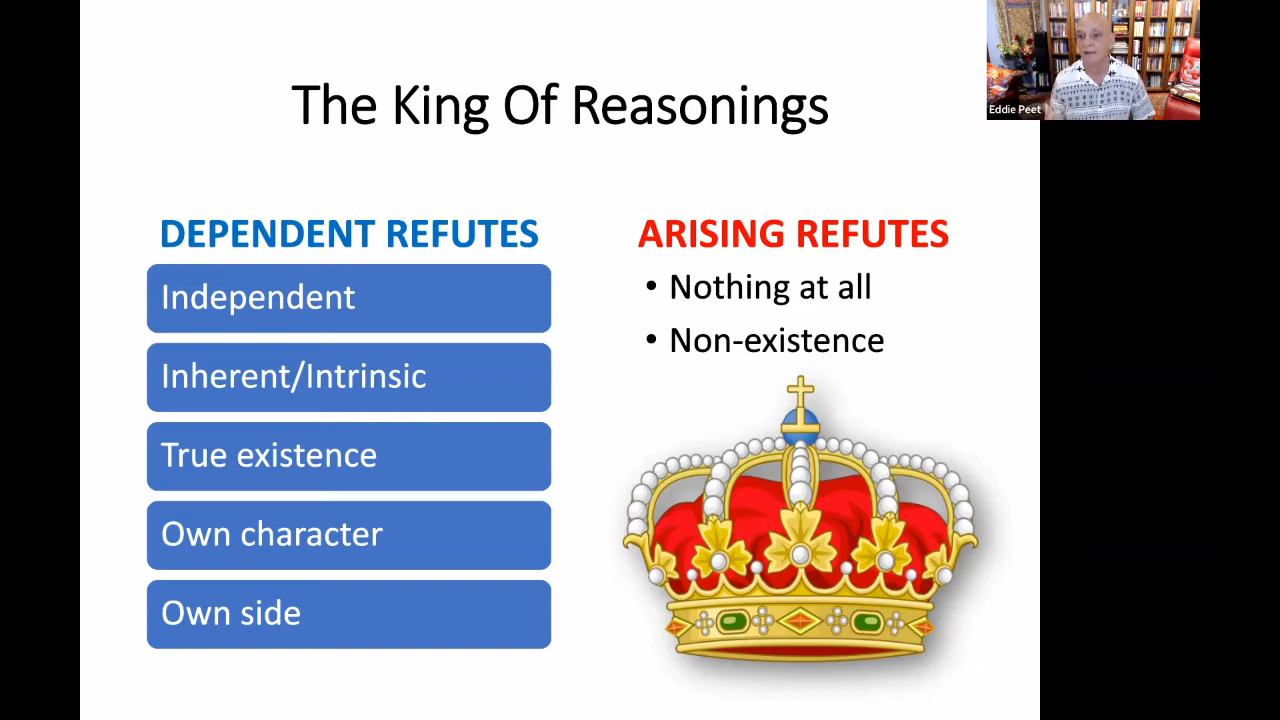 The King Of Reasonings
Eddie Peet
DEPENDENT REFUTES
Independent
Inherent/Intrinsic
True existence
Own character
Own side
ARISING REFUTES
• Nothing at all
• Non-existence